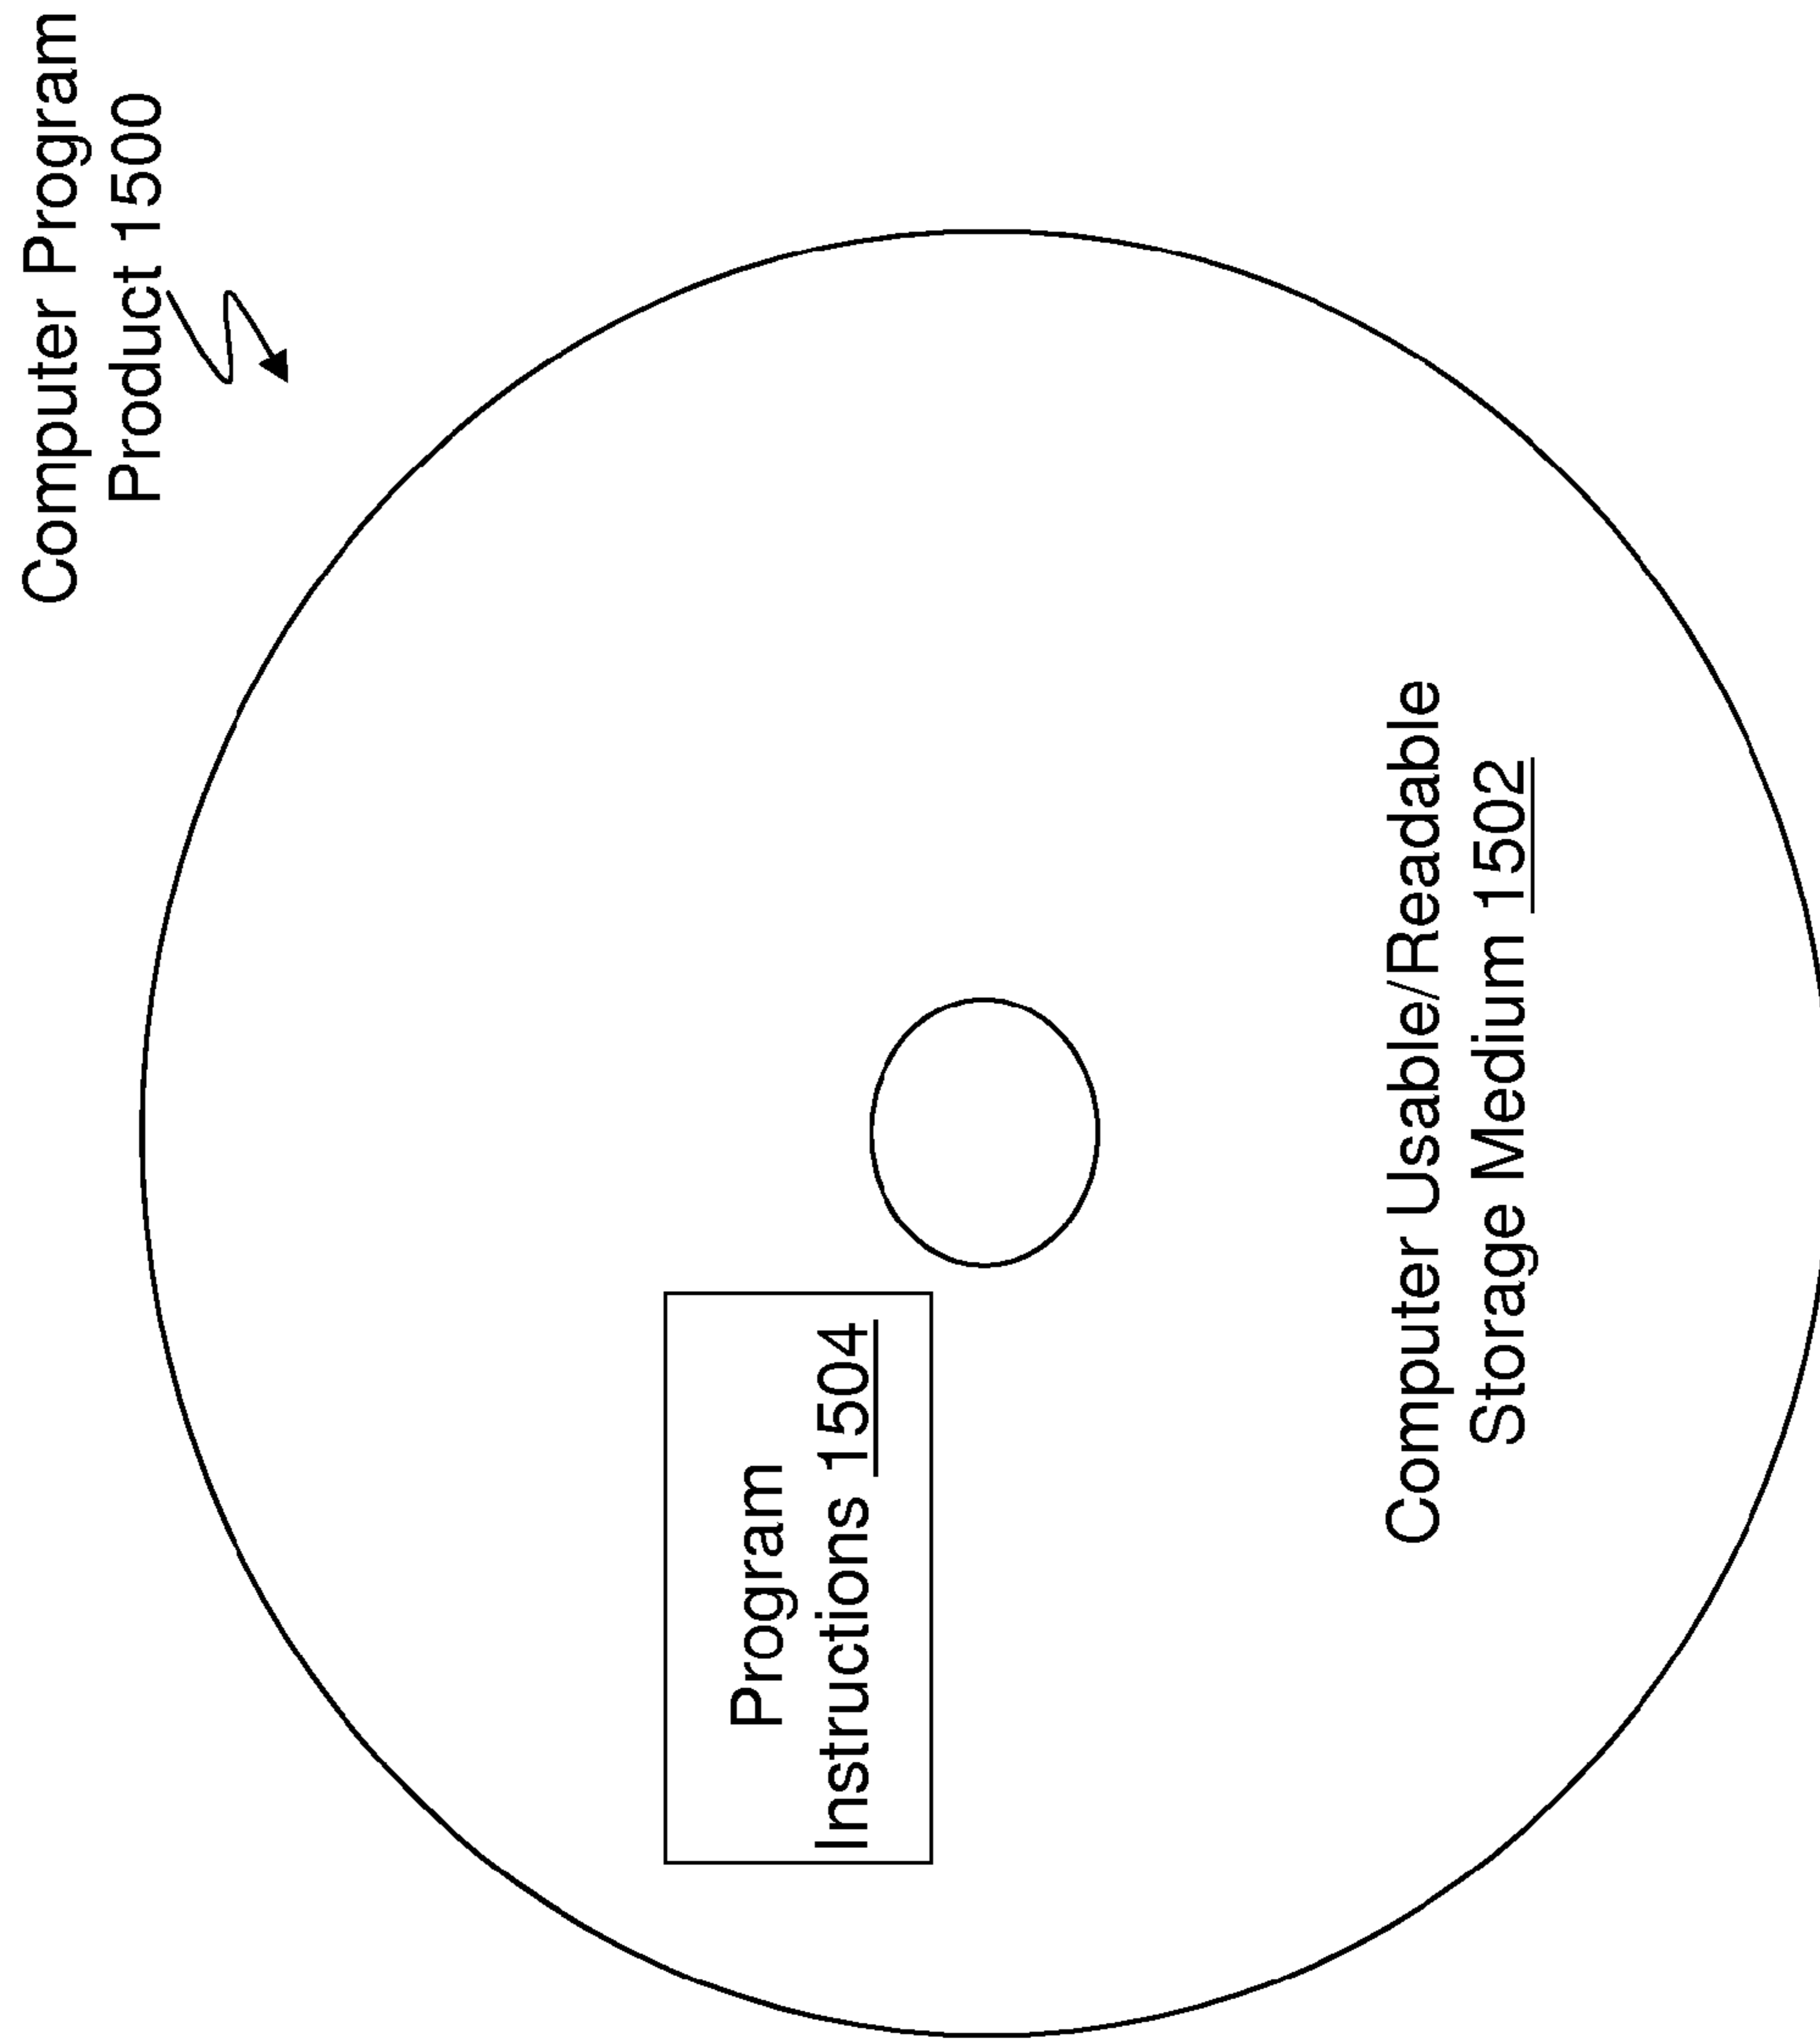 Computer Program
Product 1500
Program
Instructions 1504
Computer Usable/Readable
Storage Medium 1502